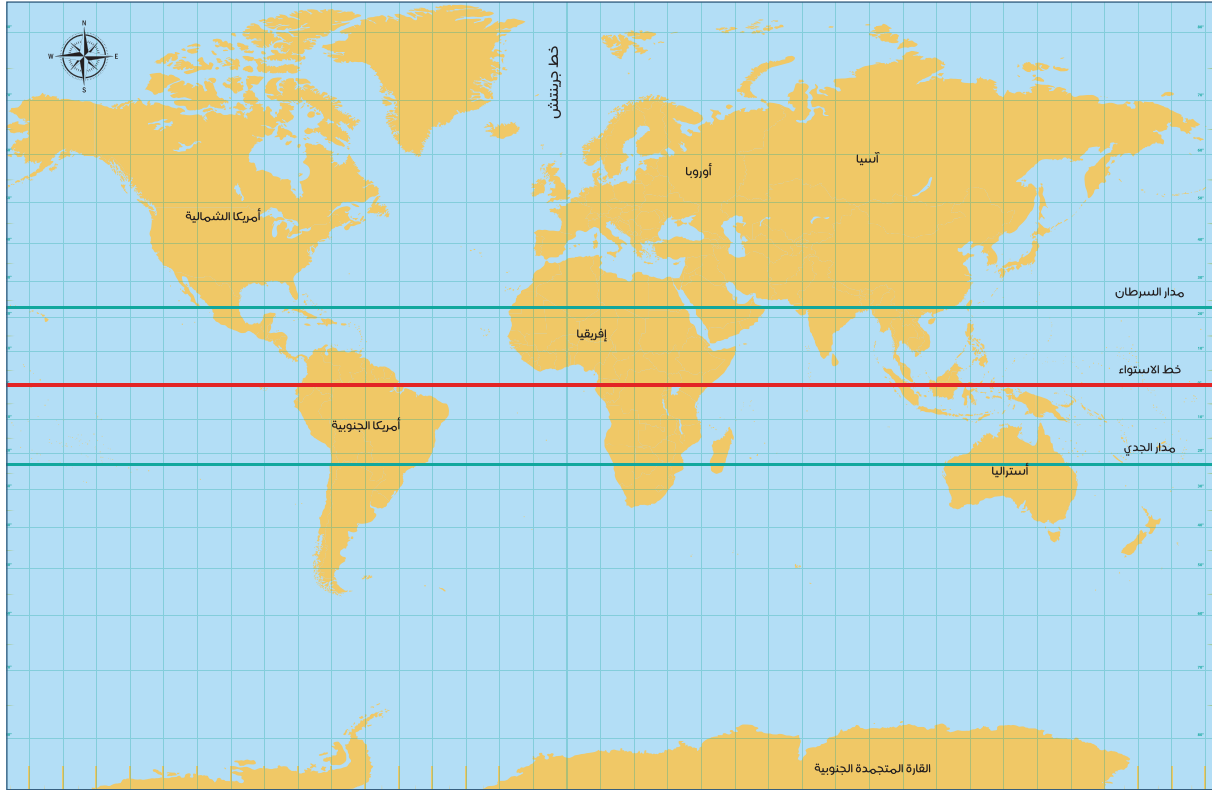 N
W
E
S
خط جرينتش
آسيا
أوروبا
أمريكا الشمالية
مدار السرطان
إفريقيا
خط الاستواء
أمريكا الجنوبية
مدار الجدي
أستراليا
القارة المتجمدة الجنوبية